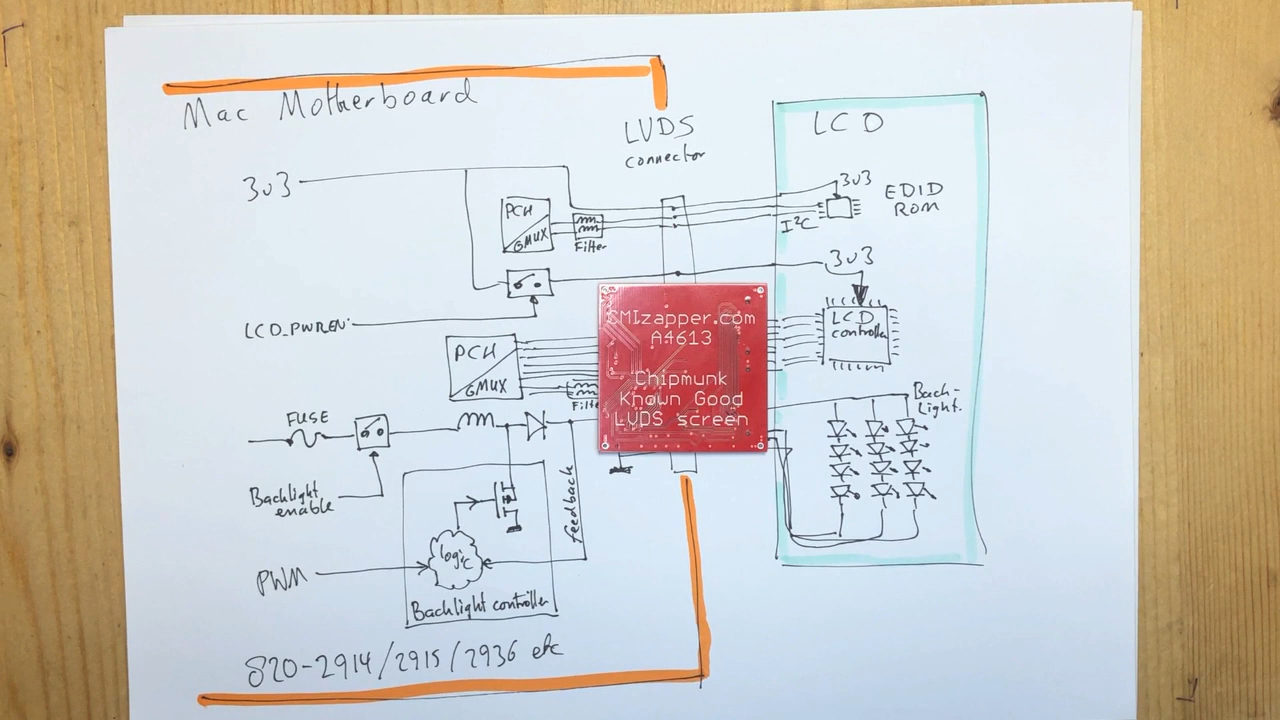 Mac Motherboard
LVDS
connector
LCD
3v3
PCH
GMUX
Filter
3v3
I²C
EDID
ROM
3v3
LCD_PWREN
PCH
GMUX
CMIzapper.com
A4613
Chipmunk
Known Good
LVDS screen
LCD
controller
FUSE
Back-
Light.
Backlight
enable
feedback
logic
PWM
Backlight controller
820-2914/2915/2936 etc